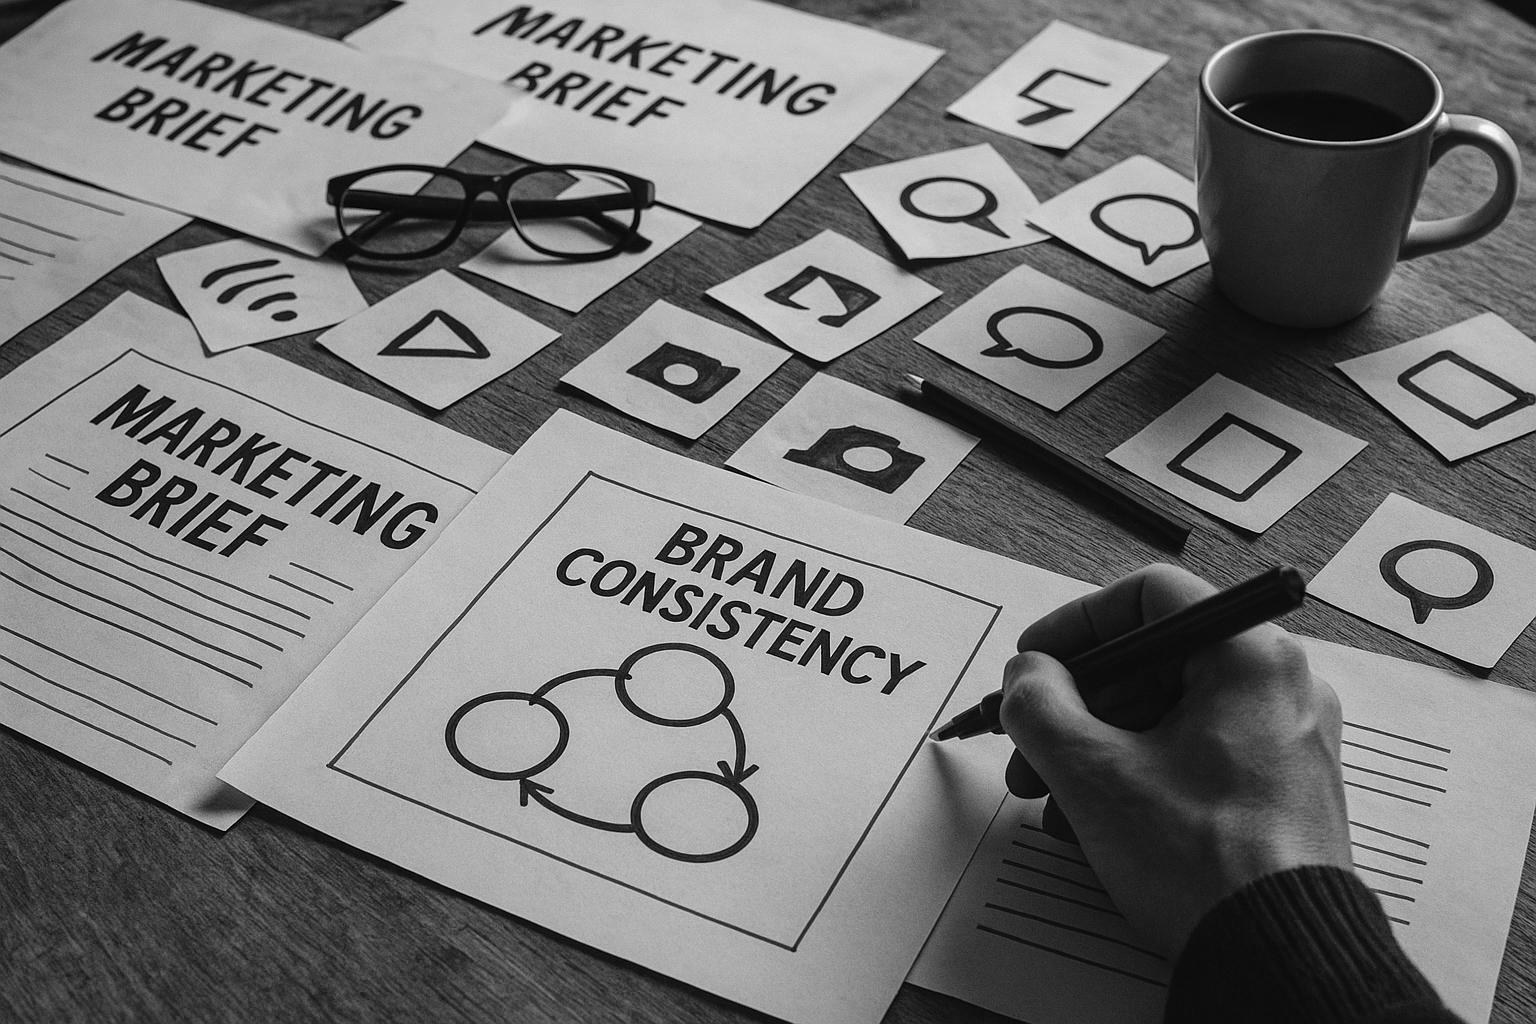 MARKETING
BRIEF
MARKETING
BRIEF
MARKETING
BRIEF
BRAND
CONSISTENCY